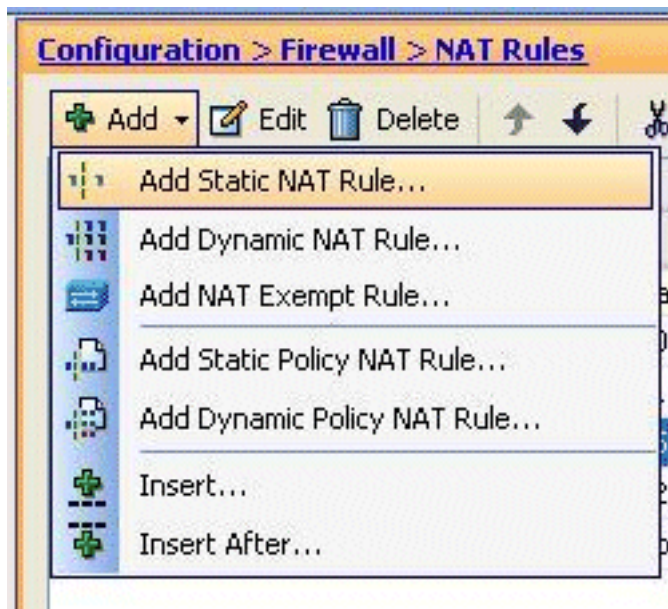 Configuration > Firewall > NAT Rules
Add Edit Delete
Add Static NAT Rule...
Add Dynamic NAT Rule...
Add NAT Exempt Rule...
Add Static Policy NAT Rule...
Add Dynamic Policy NAT Rule...
Insert...
Insert After...